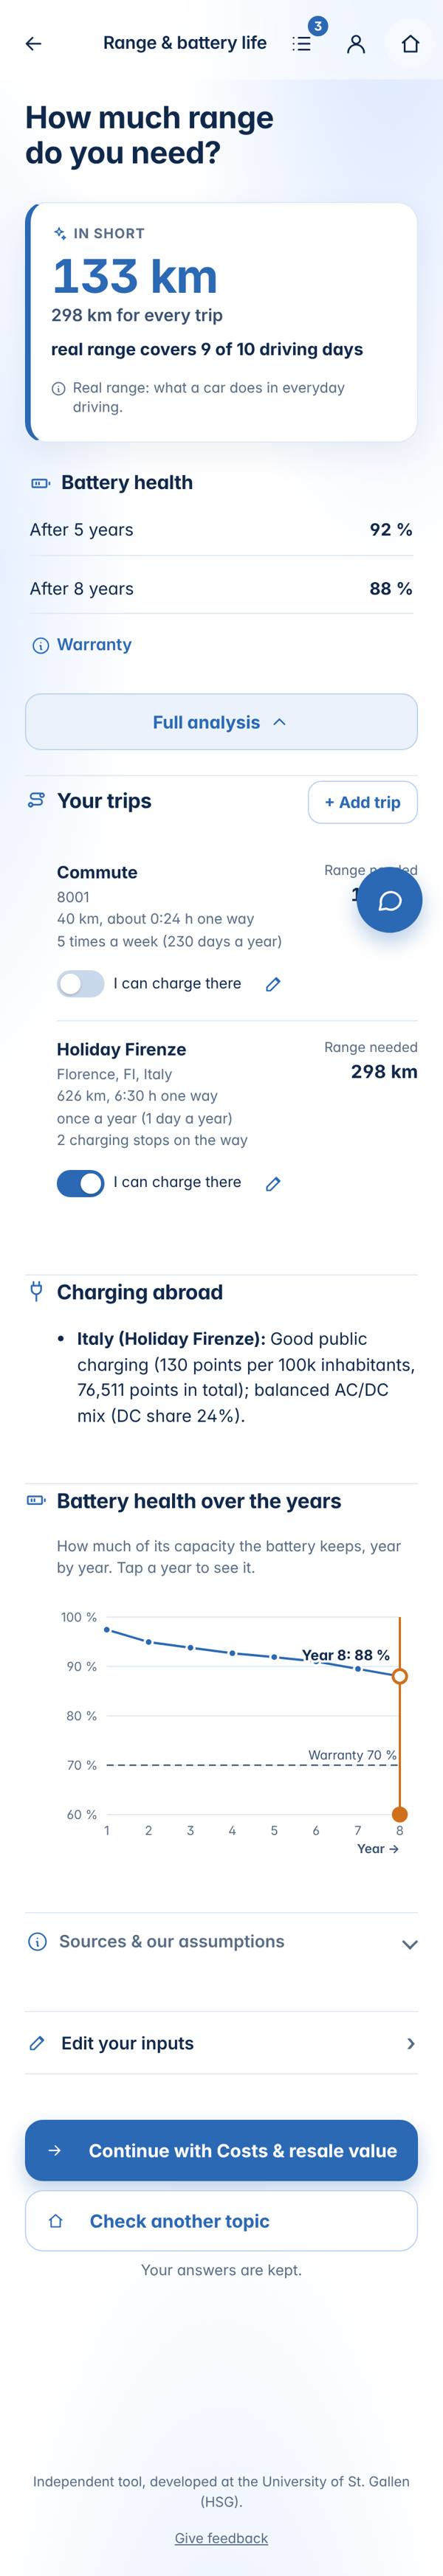 Range & battery life
3
How much range
do you need?
IN SHORT
133 km
298 km for every trip
real range covers 9 of 10 driving days
Real range: what a car does in everyday
driving.
Battery health
After 5 years 92 %
After 8 years 88 %
Warranty
Full analysis
Your trips
+ Add trip
Commute
Range needed
8001
40 km, about 0:24 h one way
5 times a week (230 days a year)
I can charge there
Holiday Firenze
Range needed
Florence, FI, Italy
298 km
626 km, 6:30 h one way
once a year (1 day a year)
2 charging stops on the way
I can charge there
Charging abroad
• Italy (Holiday Firenze): Good public
charging (130 points per 100k inhabitants,
76,511 points in total); balanced AC/DC
mix (DC share 24%).
Battery health over the years
How much of its capacity the battery keeps, year
by year. Tap a year to see it.
100 %
Year 8: 88 %
90 %
80 %
Warranty 70 %
70 %
60 %
1 2 3 4 5 6 7 8
Year →
Sources & our assumptions
Edit your inputs
Continue with Costs & resale value
Check another topic
Your answers are kept.
Independent tool, developed at the University of St. Gallen
(HSG).
Give feedback